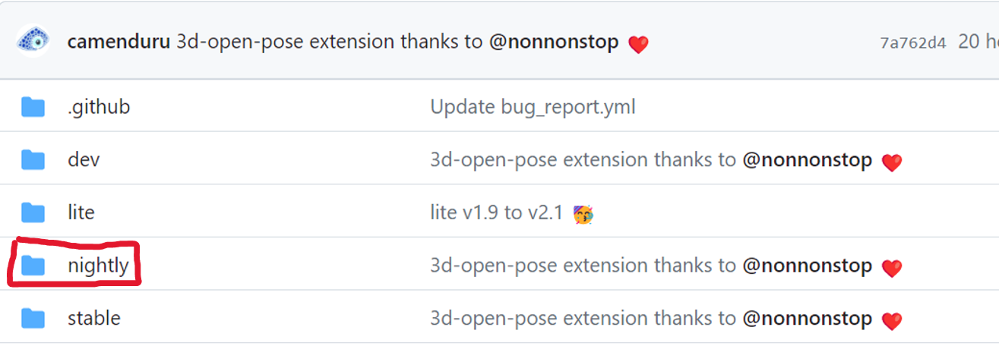 camenduru 3d-open-pose extension thanks to @nonnonstop ❤️ 7a762d4 20
.github Update bug_report.yml
dev 3d-open-pose extension thanks to @nonnonstop ❤️
lite lite v1.9 to v2.1 🥳
nightly 3d-open-pose extension thanks to @nonnonstop ❤️
stable 3d-open-pose extension thanks to @nonnonstop ❤️